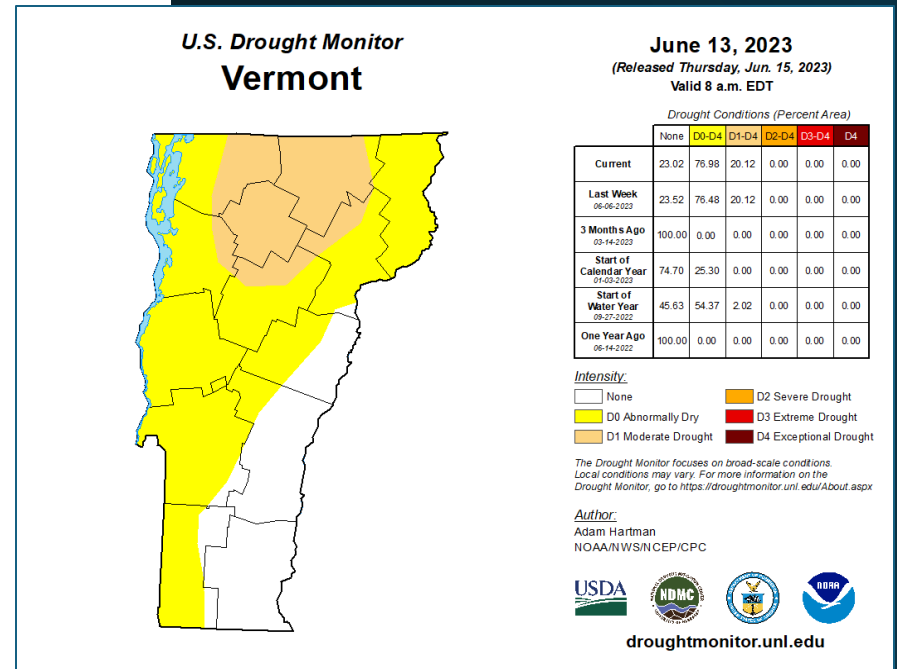 U.S. Drought Monitor
Vermont
June 13, 2023
(Released Thursday, Jun. 15, 2023)
Valid 8 a.m. EDT
Drought Conditions (Percent Area)
None D0-D4 D1-D4 D2-D4 D3-D4 D4
Current 23.02 76.98 20.12 0.00 0.00 0.00
Last Week
06-06-2023
23.52 76.48 20.12 0.00 0.00 0.00
3 Months Ago
03-14-2023
100.00 0.00 0.00 0.00 0.00 0.00
Start of
Calendar Year
01-03-2023
74.70 25.30 0.00 0.00 0.00 0.00
Start of
Water Year
09-27-2022
45.63 54.37 2.02 0.00 0.00 0.00
One Year Ago
06-14-2022
100.00 0.00 0.00 0.00 0.00 0.00
Intensity:
None
D0 Abnormally Dry
D1 Moderate Drought
D2 Severe Drought
D3 Extreme Drought
D4 Exceptional Drought
The Drought Monitor focuses on broad-scale conditions.
Local conditions may vary. For more information on the
Drought Monitor, go to https://droughtmonitor.unl.edu/About.aspx
Author:
Adam Hartman
NOAA/NWS/NCEP/CPC
USDA
NDMC
NOAA
droughtmonitor.unl.edu